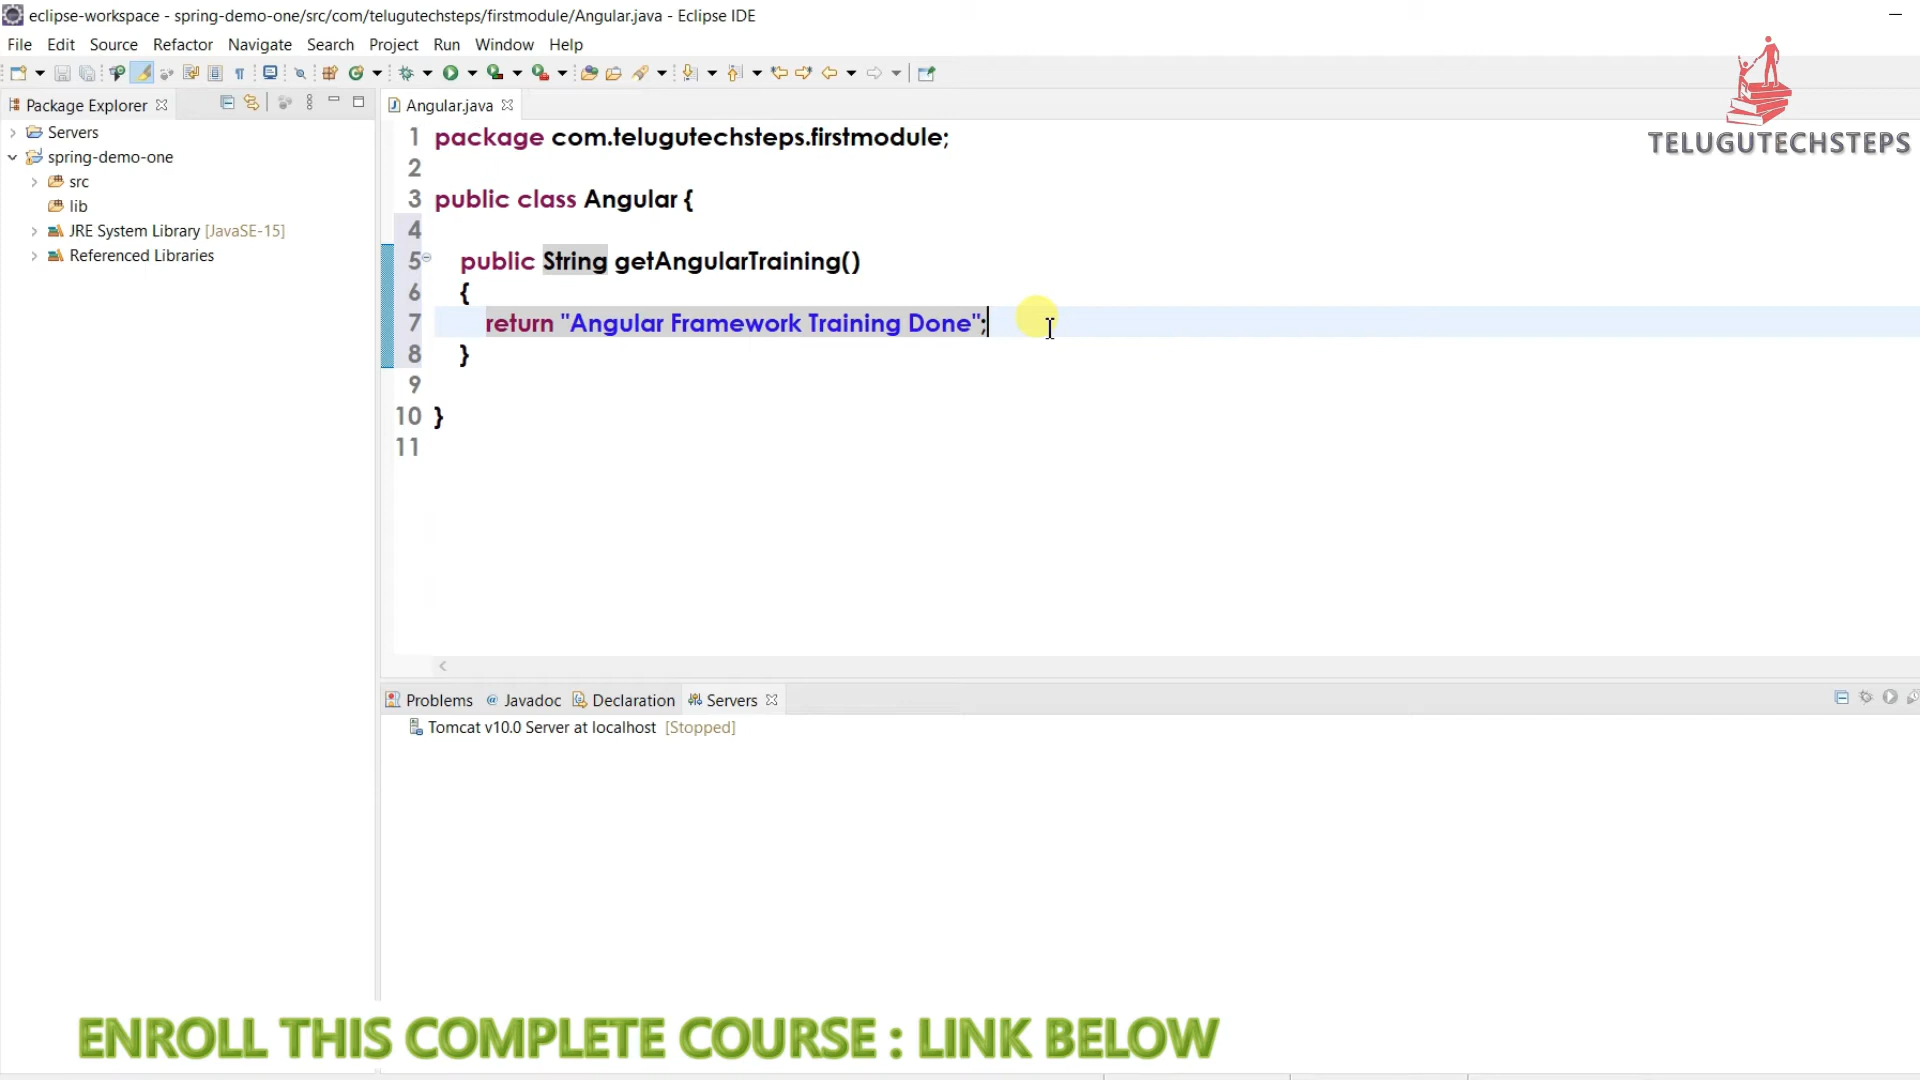 eclipse-workspace - spring-demo-one/src/com/telugutechsteps/firstmodule/Angular.java - Eclipse IDE
File Edit Source Refactor Navigate Search Project Run Window Help
TELUGUTECHSTEPS
Package Explorer
Servers
spring-demo-one
src
lib
JRE System Library [JavaSE-15]
Referenced Libraries
Angular.java
1 package com.telugutechsteps.firstmodule;
2
3 public class Angular {
4
5 public String getAngularTraining()
6 {
7 return "Angular Framework Training Done";
8 }
9
10 }
11
Problems @ Javadoc Declaration Servers
Tomcat v10.0 Server at localhost [Stopped]
ENROLL THIS COMPLETE COURSE : LINK BELOW